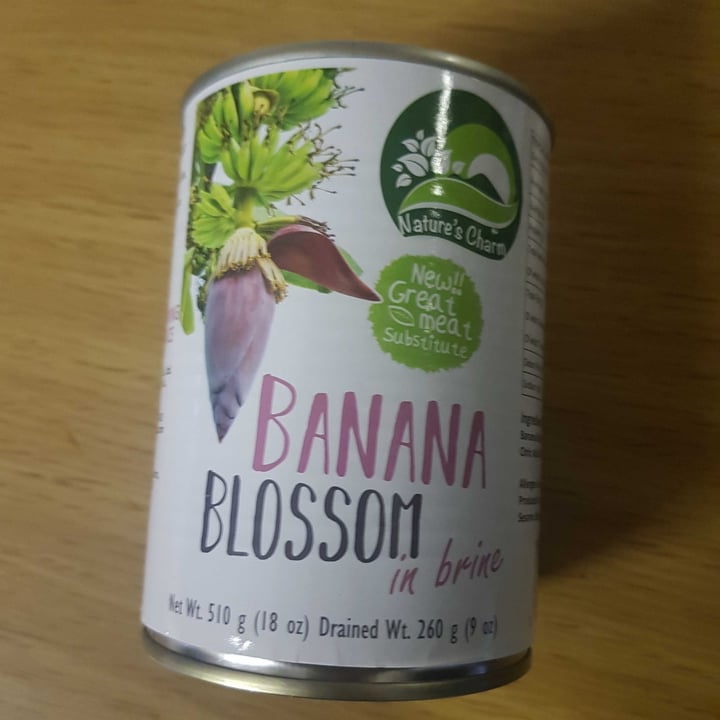 Nature's Charm
New!!
Great
meat
Substitute
BANANA
BLOSSOM
in brine
Net Wt. 510 g (18 oz) Drained Wt. 260 g (9 oz)